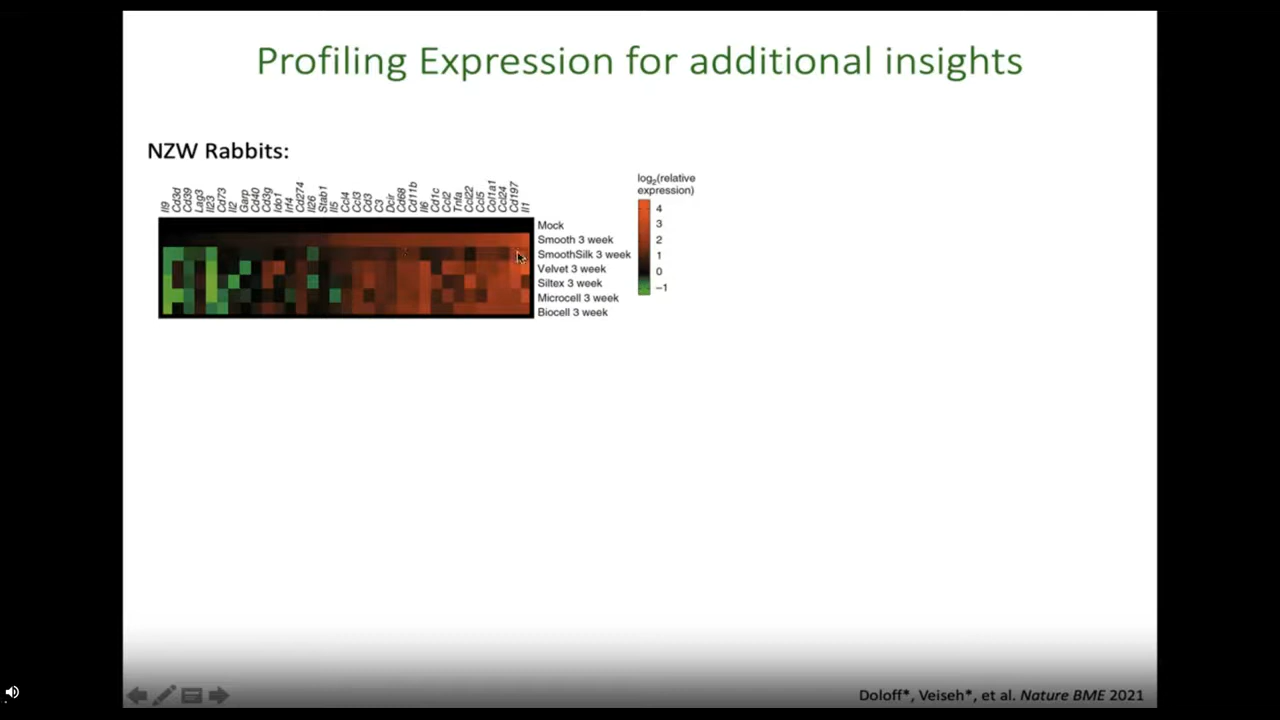 Profiling Expression for additional insights
NZW Rabbits:
Il9
Cd3d
Cd39
Lag3
Il23
Cd73
Il2
Garp
Cd40
Cd3g
Ido1
Irf4
Cd274
Il26
Stab1
Il5
Ccl4
Ccl3
Cd3
C3
Dcir
Cd68
Cd11b
Il6
Cd1c
Ccl2
Tnfa
Ccl22
Ccl5
Col1a1
Ccl24
Cd197
Il1
Mock
Smooth 3 week
SmoothSilk 3 week
Velvet 3 week
Siltex 3 week
Microcell 3 week
Biocell 3 week
log2(relative
expression)
4
3
2
1
0
−1
Doloff*, Veiseh*, et al. Nature BME 2021